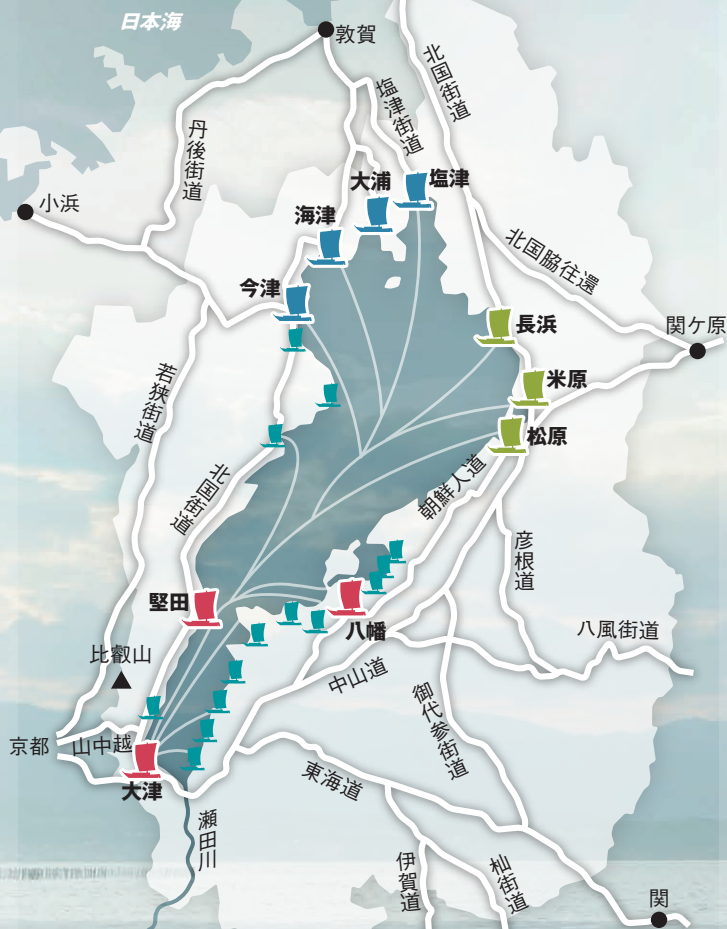 日本海
敦賀
北国街道
塩津街道
丹後街道
大浦
塩津
小浜
海津
北国脇往還
今津
長浜
関ケ原
米原
若狭街道
松原
北国街道
朝鮮人道
彦根道
堅田
八幡
八風街道
比叡山
中山道
御代参街道
京都
山中越
大津
東海道
瀬田川
伊賀道
杣街道
関